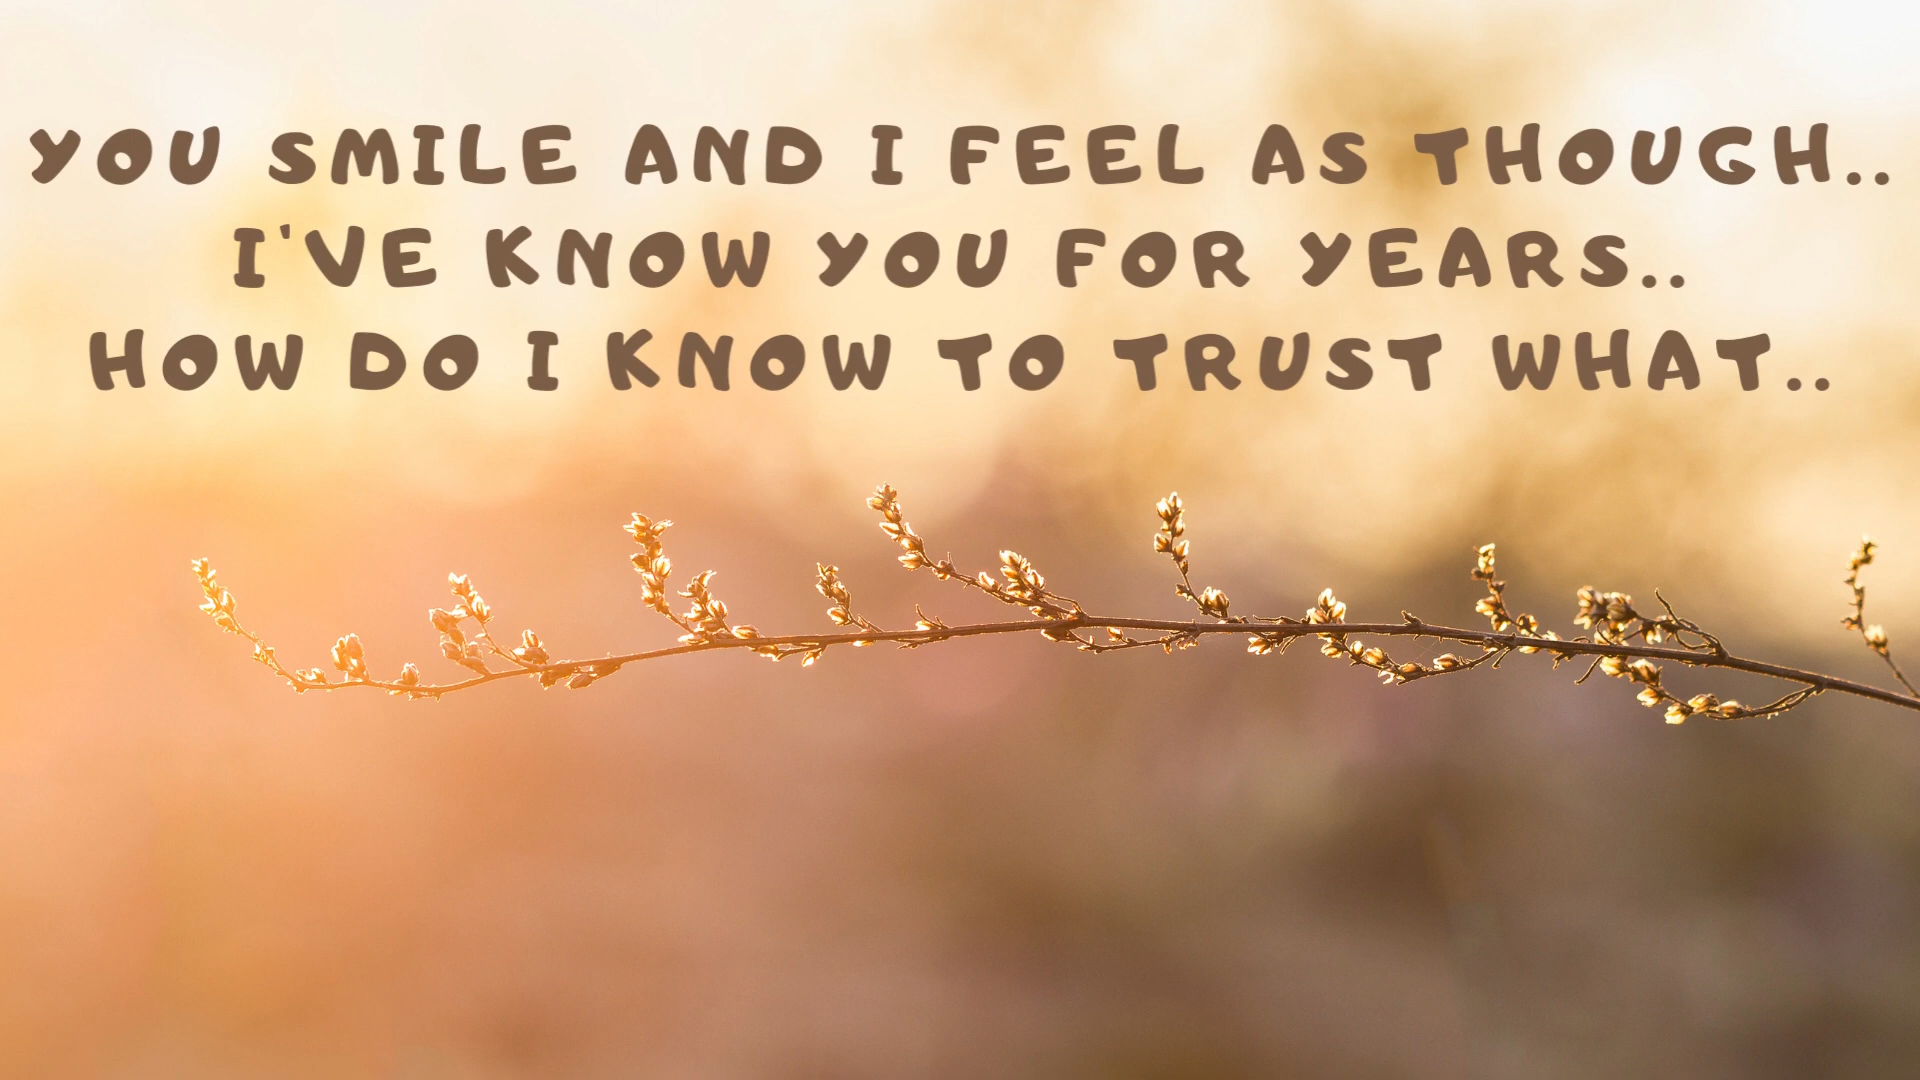 YOU SMILE AND I FEEL AS THOUGH..
I'VE KNOW YOU FOR YEARS..
HOW DO I KNOW TO TRUST WHAT..